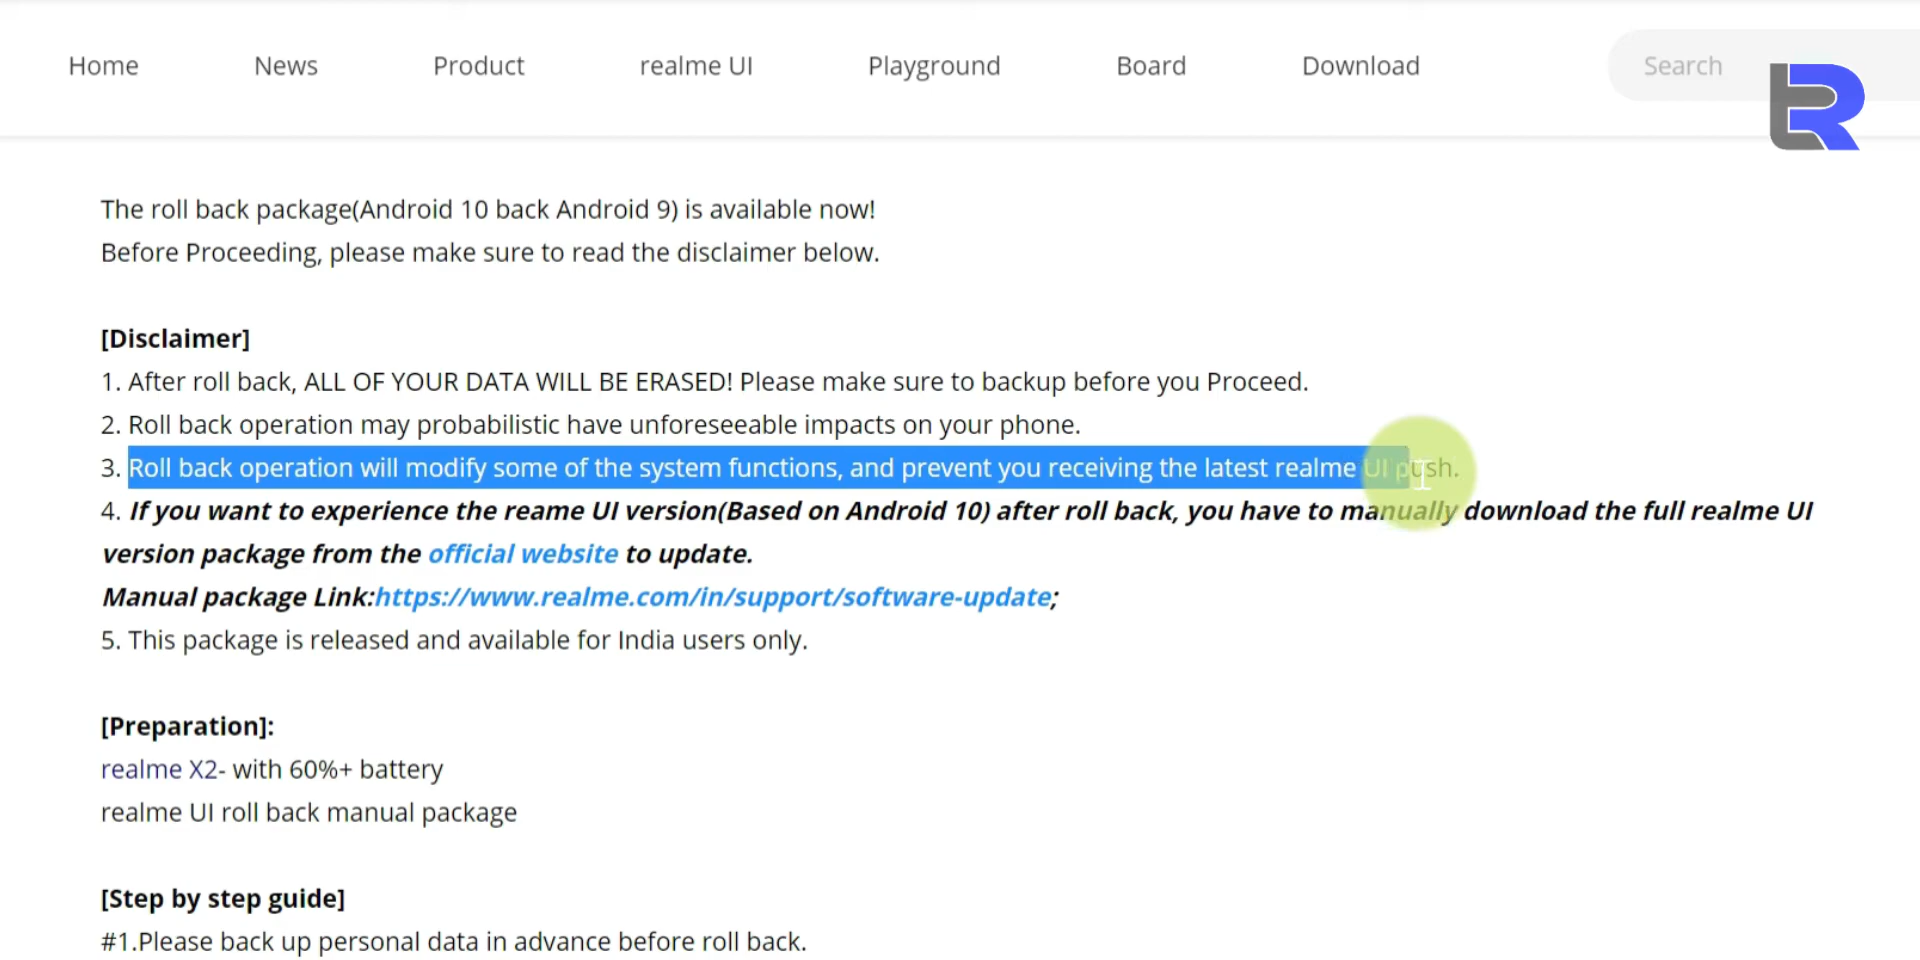 Home News Product realme UI Playground Board Download Search
The roll back package(Android 10 back Android 9) is available now!
Before Proceeding, please make sure to read the disclaimer below.
[Disclaimer]
1. After roll back, ALL OF YOUR DATA WILL BE ERASED! Please make sure to backup before you Proceed.
2. Roll back operation may probabilistic have unforeseeable impacts on your phone.
3. Roll back operation will modify some of the system functions, and prevent you receiving the latest realme UI push.
4. If you want to experience the reame UI version(Based on Android 10) after roll back, you have to manually download the full realme UI
version package from the official website to update.
Manual package Link:https://www.realme.com/in/support/software-update;
5. This package is released and available for India users only.
[Preparation]:
realme X2- with 60%+ battery
realme UI roll back manual package
[Step by step guide]
#1.Please back up personal data in advance before roll back.